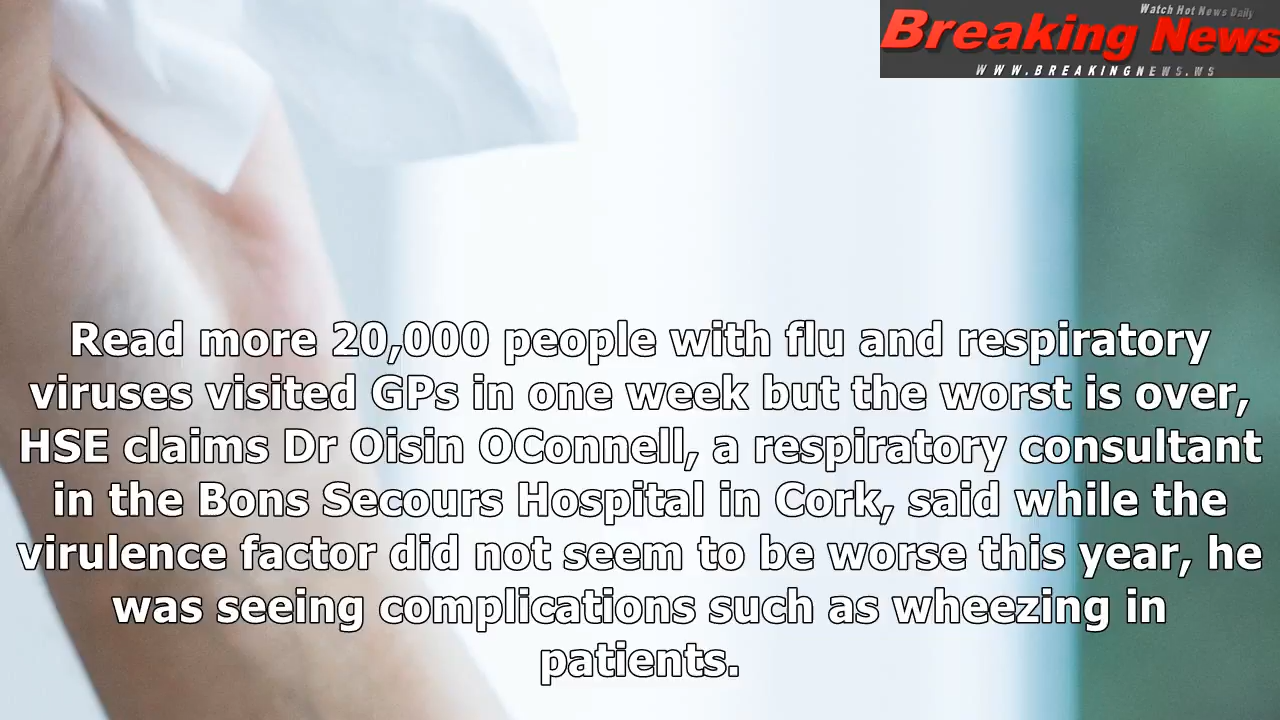 Watch Hot News Daily
Breaking News
WWW.BREAKINGNEWS.WS
Read more 20,000 people with flu and respiratory
viruses visited GPs in one week but the worst is over,
HSE claims Dr Oisin OConnell, a respiratory consultant
in the Bons Secours Hospital in Cork, said while the
virulence factor did not seem to be worse this year, he
was seeing complications such as wheezing in
patients.